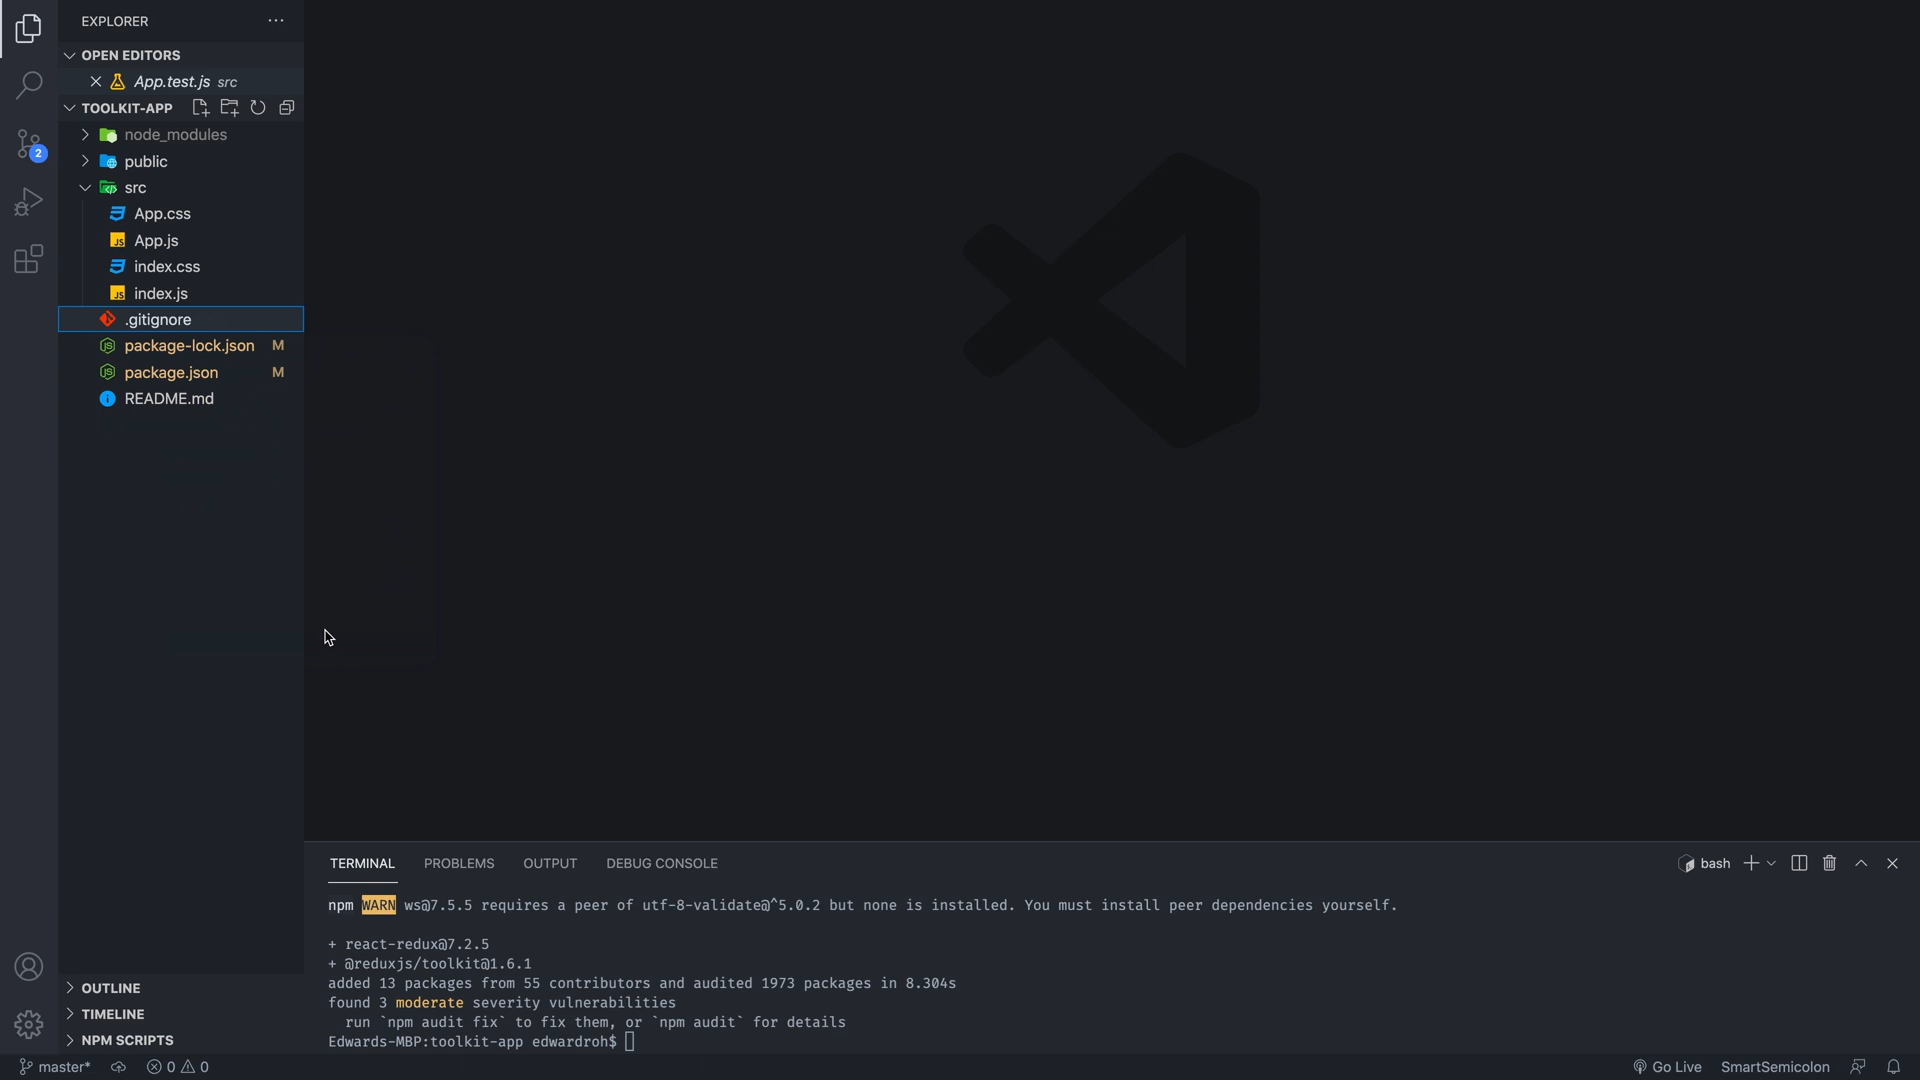 EXPLORER
OPEN EDITORS
App.test.js src
TOOLKIT-APP
node_modules
public
src
App.css
App.js
index.css
index.js
.gitignore
package-lock.json M
package.json M
README.md
OUTLINE
TIMELINE
NPM SCRIPTS
2
TERMINAL PROBLEMS OUTPUT DEBUG CONSOLE
bash
npm WARN ws@7.5.5 requires a peer of utf-8-validate@^5.0.2 but none is installed. You must install peer dependencies yourself.
+ react-redux@7.2.5
+ @reduxjs/toolkit@1.6.1
added 13 packages from 55 contributors and audited 1973 packages in 8.304s
found 3 moderate severity vulnerabilities
run `npm audit fix` to fix them, or `npm audit` for details
Edwards-MBP:toolkit-app edwardroh$
master* 0 0 Go Live SmartSemicolon